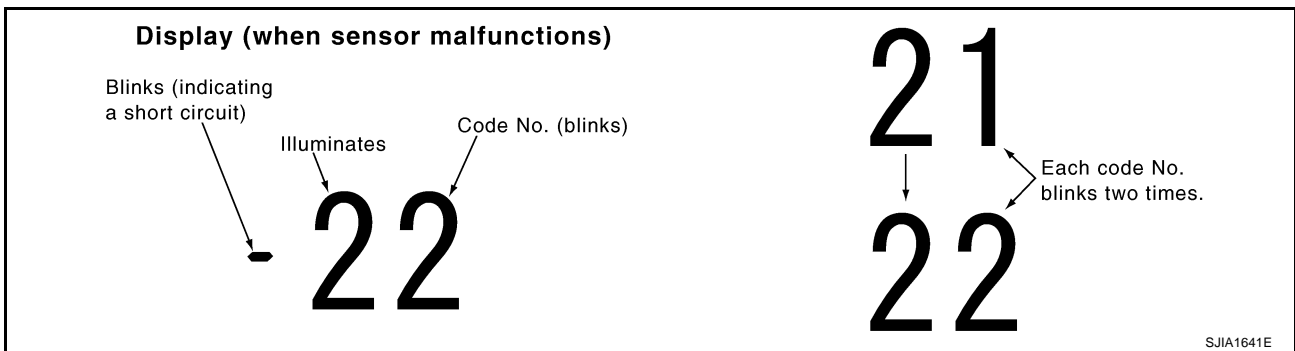 Display (when sensor malfunctions)
Blinks (indicating
a short circuit)
Illuminates
Code No. (blinks)
- 22
21
22
Each code No.
blinks two times.
SJIA1641E